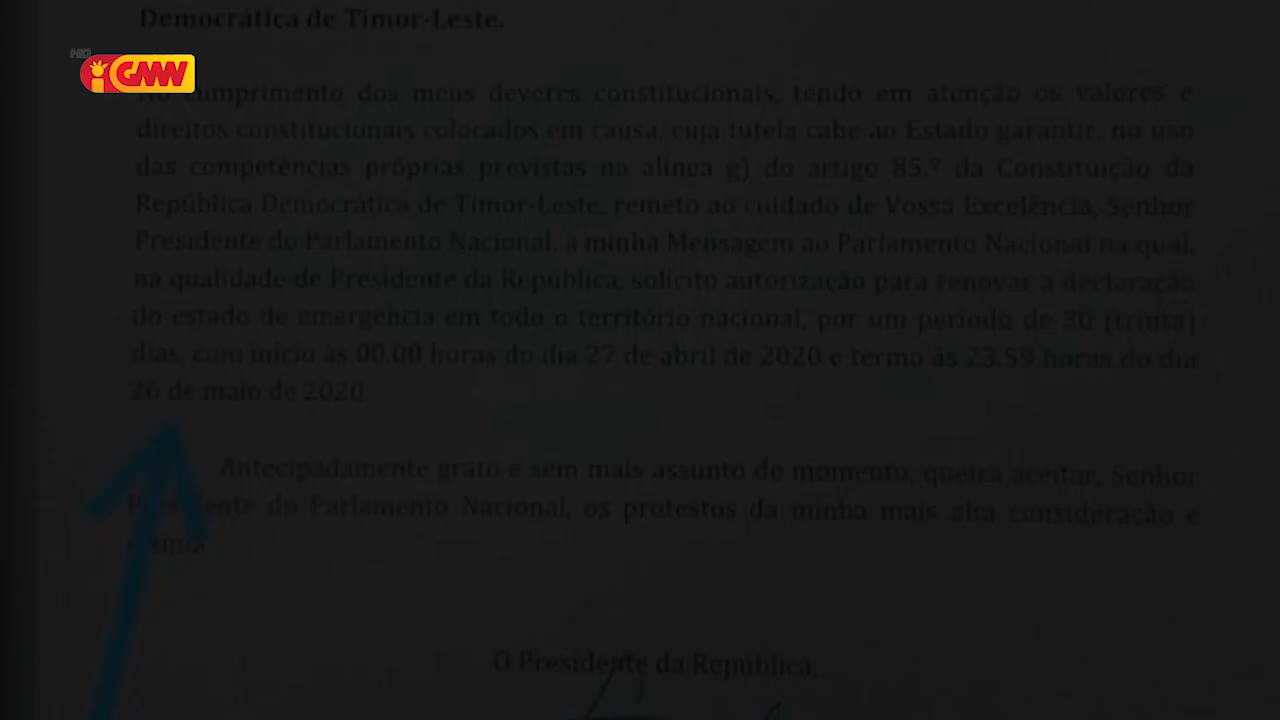 Democrática de Timor-Leste.
HD
GMN
No cumprimento dos meus deveres constitucionais, tendo em atenção os valores e
direitos constitucionais colocados em causa, cuja tutela cabe ao Estado garantir, no uso
das competências próprias previstas na alínea g) do artigo 85.º da Constituição da
República Democrática de Timor-Leste, remeto ao cuidado de Vossa Excelência, Senhor
Presidente do Parlamento Nacional, a minha Mensagem ao Parlamento Nacional na qual,
na qualidade de Presidente da República, solicito autorização para renovar a declaração
do estado de emergência em todo o território nacional, por um período de 30 (trinta)
dias, com início às 00.00 horas do dia 27 de abril de 2020 e termo às 23.59 horas do dia
26 de maio de 2020
Antecipadamente grato e sem mais assunto de momento, queira aceitar, Senhor
Presidente do Parlamento Nacional, os protestos da minha mais alta consideração e
estima
O Presidente da República,